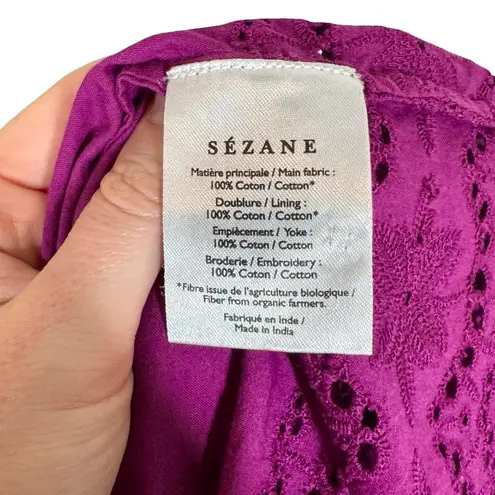 SÉZANE
Matière principale / Main fabric :
100% Coton / Cotton*
Doublure / Lining :
100% Coton / Cotton*
Empiècement / Yoke :
100% Coton / Cotton
Broderie / Embroidery :
100% Coton / Cotton
*Fibre issue de l'agriculture biologique /
Fiber from organic farmers.
Fabriqué en Inde /
Made in India